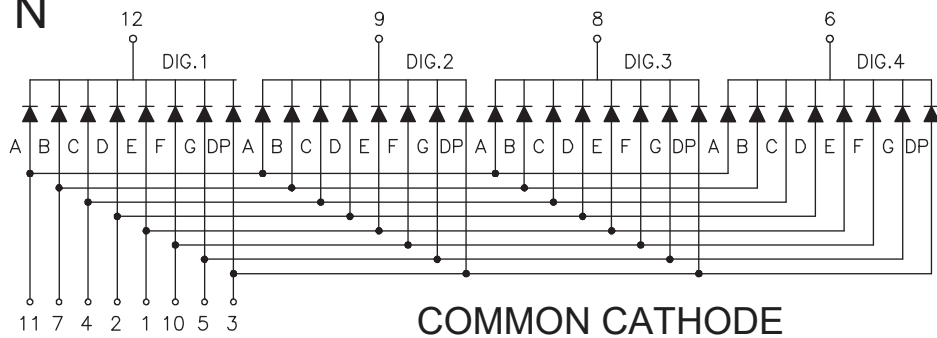 N
12 9 8 6
DIG.1 DIG.2 DIG.3 DIG.4
A B C D E F G DP A B C D E F G DP A B C D E F G DP A B C D E F G DP
11 7 4 2 1 10 5 3
COMMON CATHODE